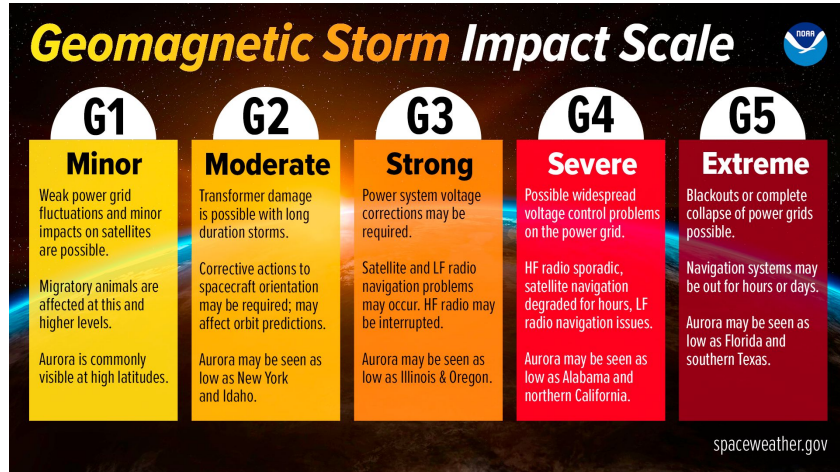 Geomagnetic Storm Impact Scale
NOAA
G1
Minor
Weak power grid
fluctuations and minor
impacts on satellites
are possible.
Migratory animals are
affected at this and
higher levels.
Aurora is commonly
visible at high latitudes.
G2
Moderate
Transformer damage
is possible with long
duration storms.
Corrective actions to
spacecraft orientation
may be required; may
affect orbit predictions.
Aurora may be seen as
low as New York
and Idaho.
G3
Strong
Power system voltage
corrections may be
required.
Satellite and LF radio
navigation problems
may occur. HF radio may
be interrupted.
Aurora may be seen as
low as Illinois & Oregon.
G4
Severe
Possible widespread
voltage control problems
on the power grid.
HF radio sporadic,
satellite navigation
degraded for hours, LF
radio navigation issues.
Aurora may be seen as
low as Alabama and
northern California.
G5
Extreme
Blackouts or complete
collapse of power grids
possible.
Navigation systems may
be out for hours or days.
Aurora may be seen as
low as Florida and
southern Texas.
spaceweather.gov